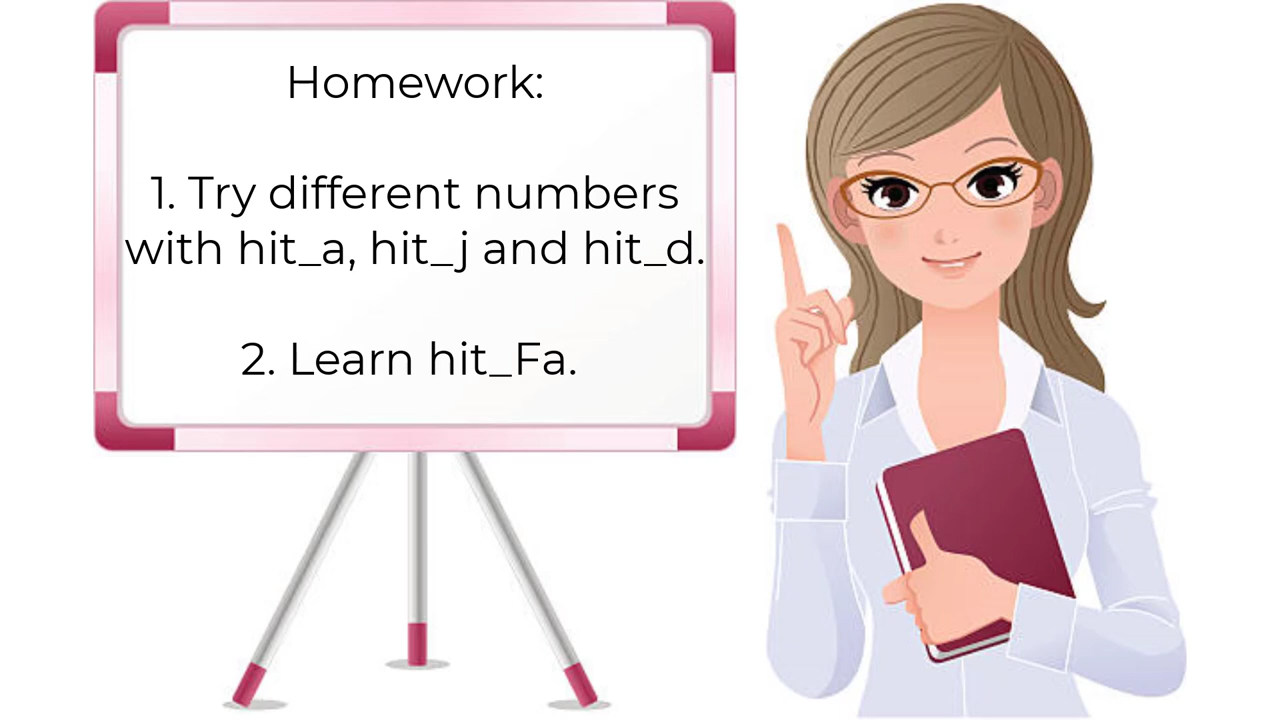 Homework:
1. Try different numbers
with hit_a, hit_j and hit_d.
2. Learn hit_Fa.